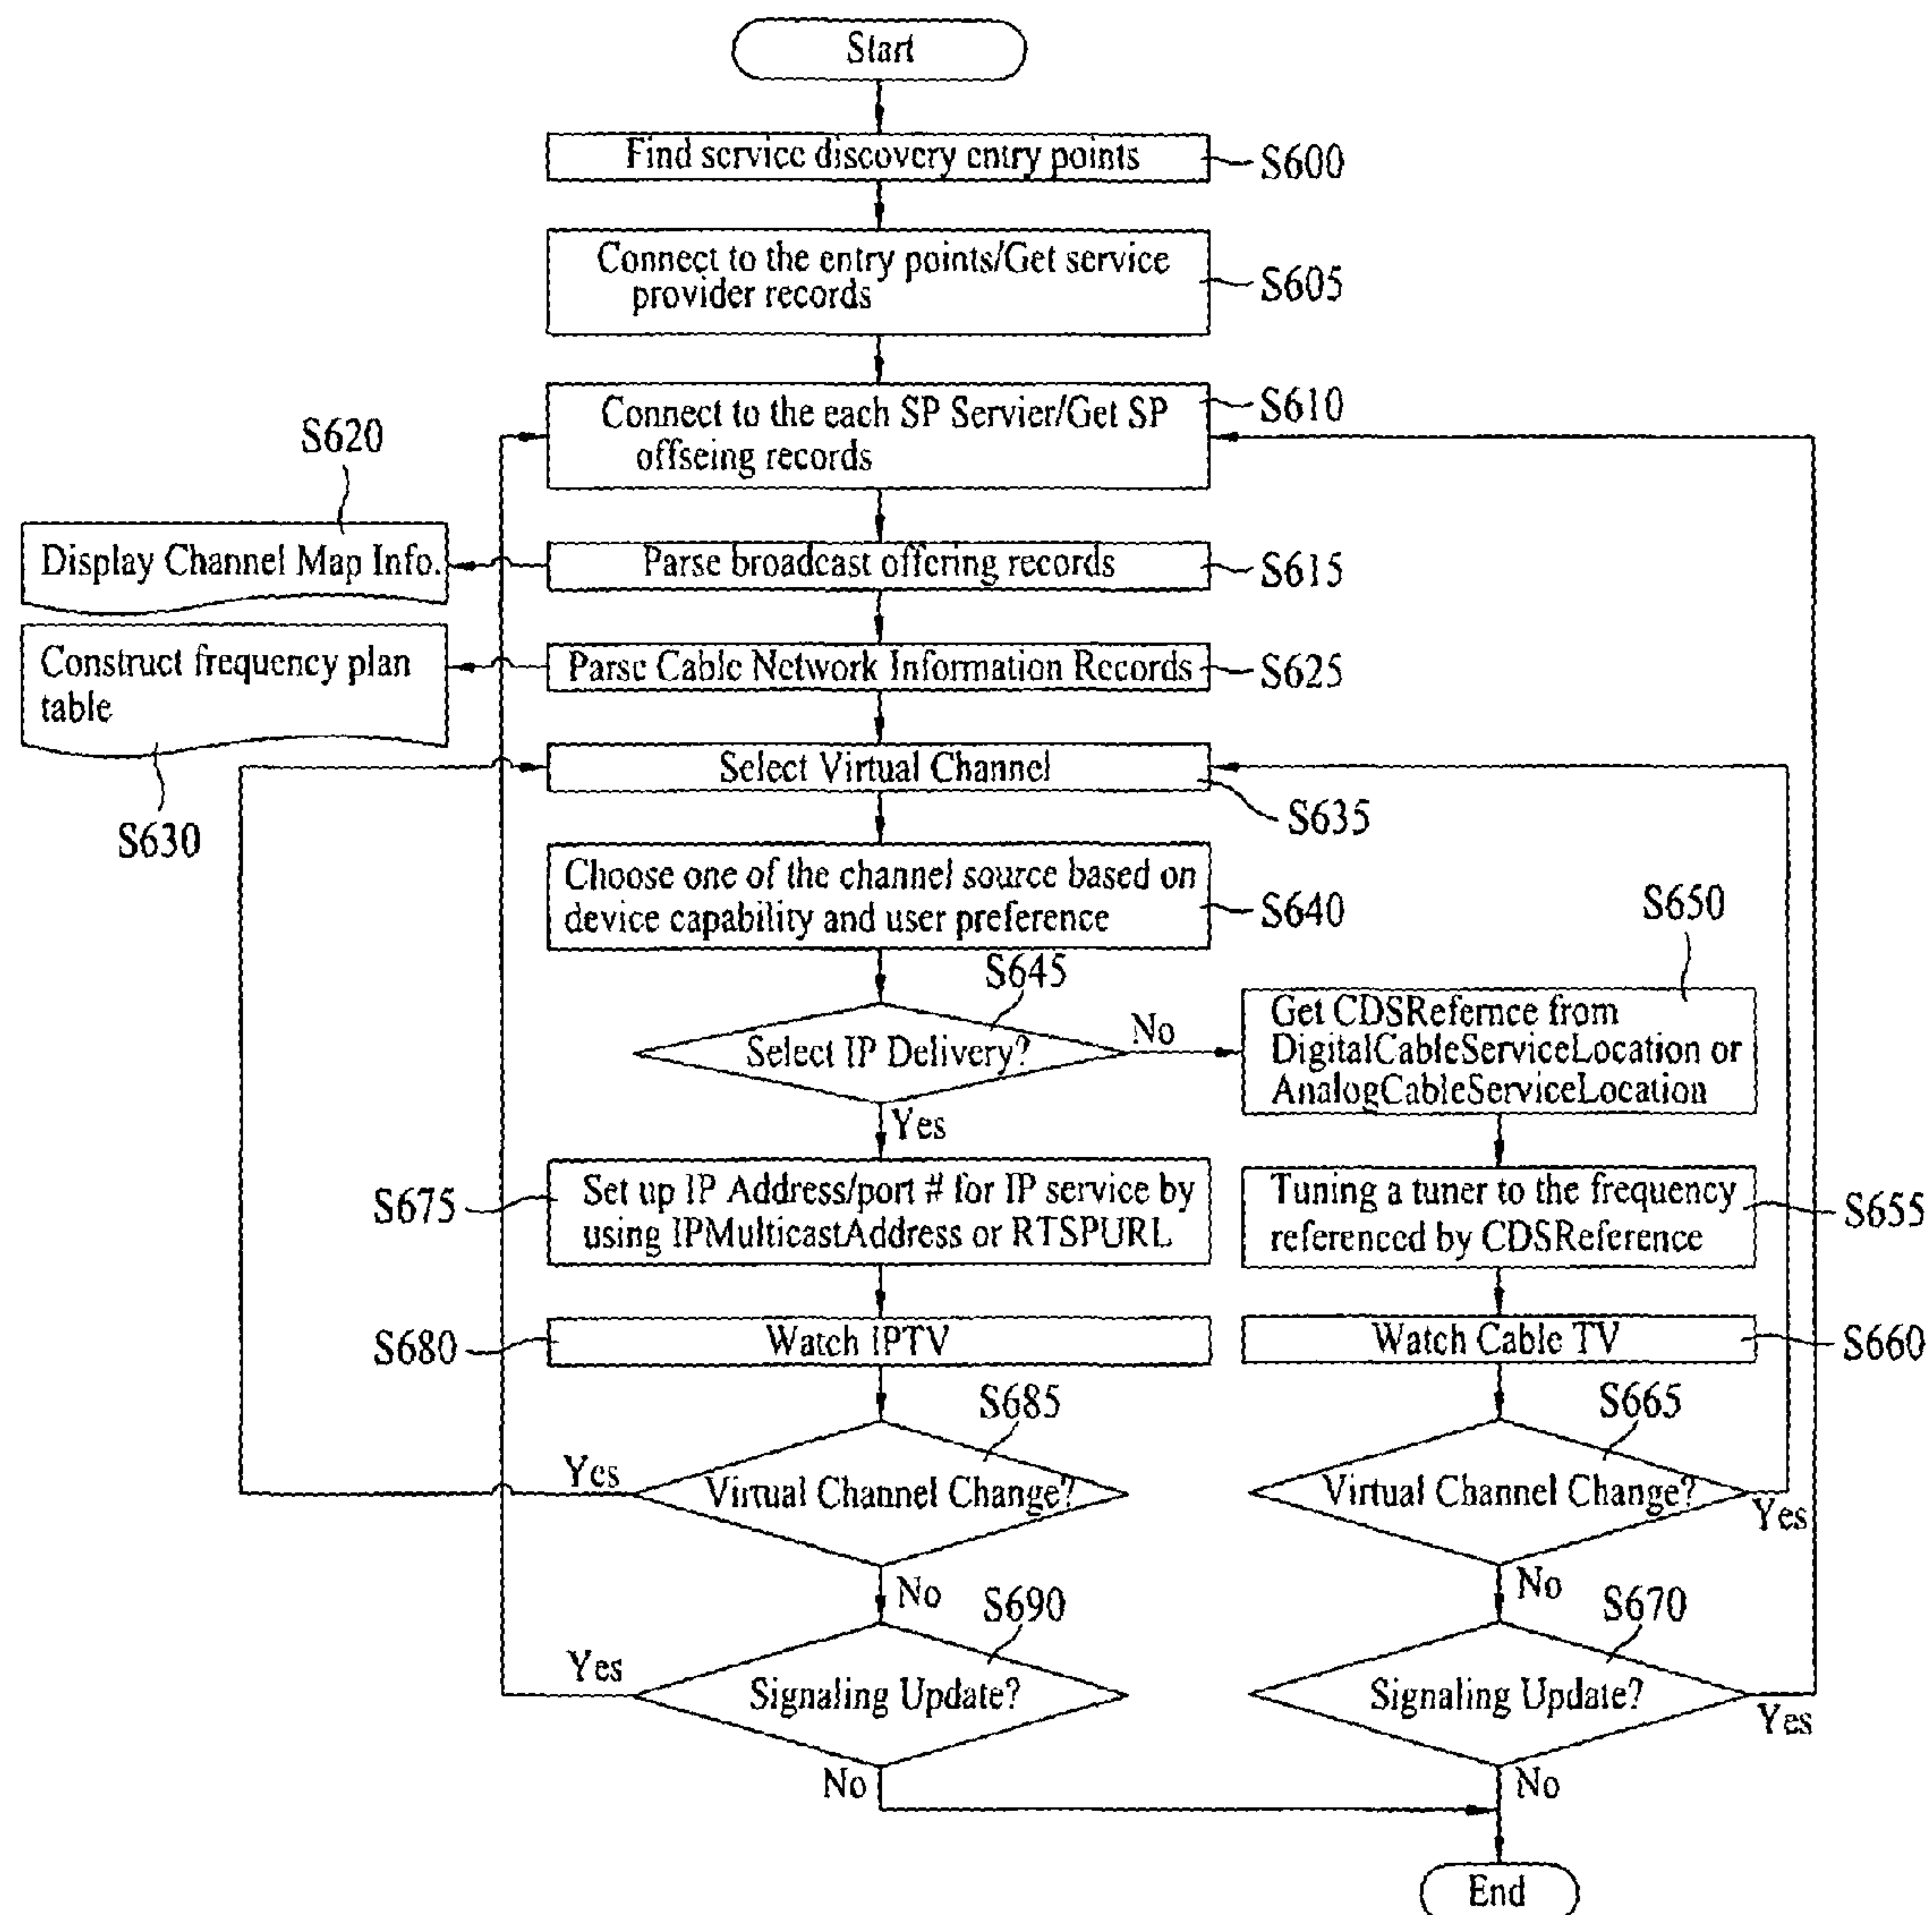 Start
Find service discovery entry points
S600
Connect to the entry points/Get service
provider records
S605
Connect to the each SP Servier/Get SP
offseing records
S610
S620
Display Channel Map Info.
Parse broadcast offering records
S615
Construct frequency plan
table
Parse Cable Network Information Records
S625
S630
Select Virtual Channel
S635
Choose one of the channel source based on
device capability and user preference
S640
S645
Select IP Delivery?
No
Yes
S650
Get CDSRefernce from
DigitalCableServiceLocation or
AnalogCableServiceLocation
S675
Set up IP Address/port # for IP service by
using IPMulticastAddress or RTSPURL
Tuning a tuner to the frequency
referenced by CDSReference
S655
S680
Watch IPTV
Watch Cable TV
S660
S685
Yes
Virtual Channel Change?
No
S665
Virtual Channel Change?
Yes
No
S690
Yes
Signaling Update?
No
S670
Signaling Update?
Yes
No
End